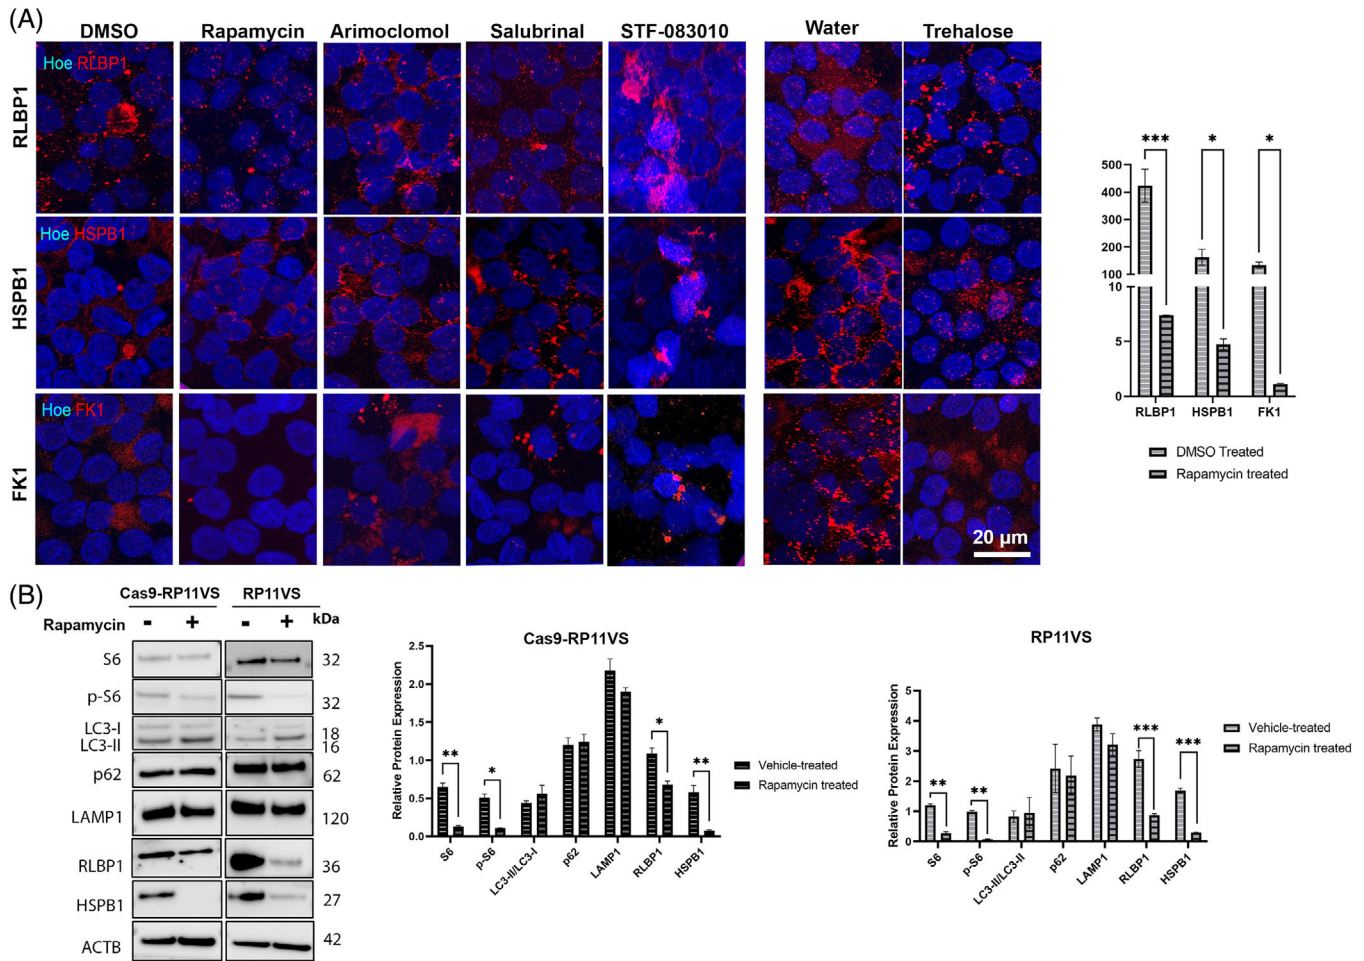 (A)
DMSO Rapamycin Arimoclomol Salubrinal STF-083010 Water Trehalose
RLBP1
Hoe RLBP1
HSPB1
Hoe HSPB1
FK1
Hoe FK1
20 μm
*** * *
500
400
300
200
100
10
5
0
RLBP1 HSPB1 FK1
DMSO Treated
Rapamycin treated
(B)
Cas9-RP11VS RP11VS
Rapamycin - + - + kDa
S6 32
p-S6 32
LC3-I 18
LC3-II 16
p62 62
LAMP1 120
RLBP1 36
HSPB1 27
ACTB 42
Cas9-RP11VS
Relative Protein Expression
2.5
2.0
1.5
1.0
0.5
0.0
** * * **
S6 p-S6 LC3-II/LC3-I p62 LAMP1 RLBP1 HSPB1
Vehicle-treated
Rapamycin treated
RP11VS
Relative Protein Expression
5
4
3
2
1
0
** ** *** ***
S6 p-S6 LC3-II/LC3-II p62 LAMP1 RLBP1 HSPB1
Vehicle-treated
Rapamycin treated